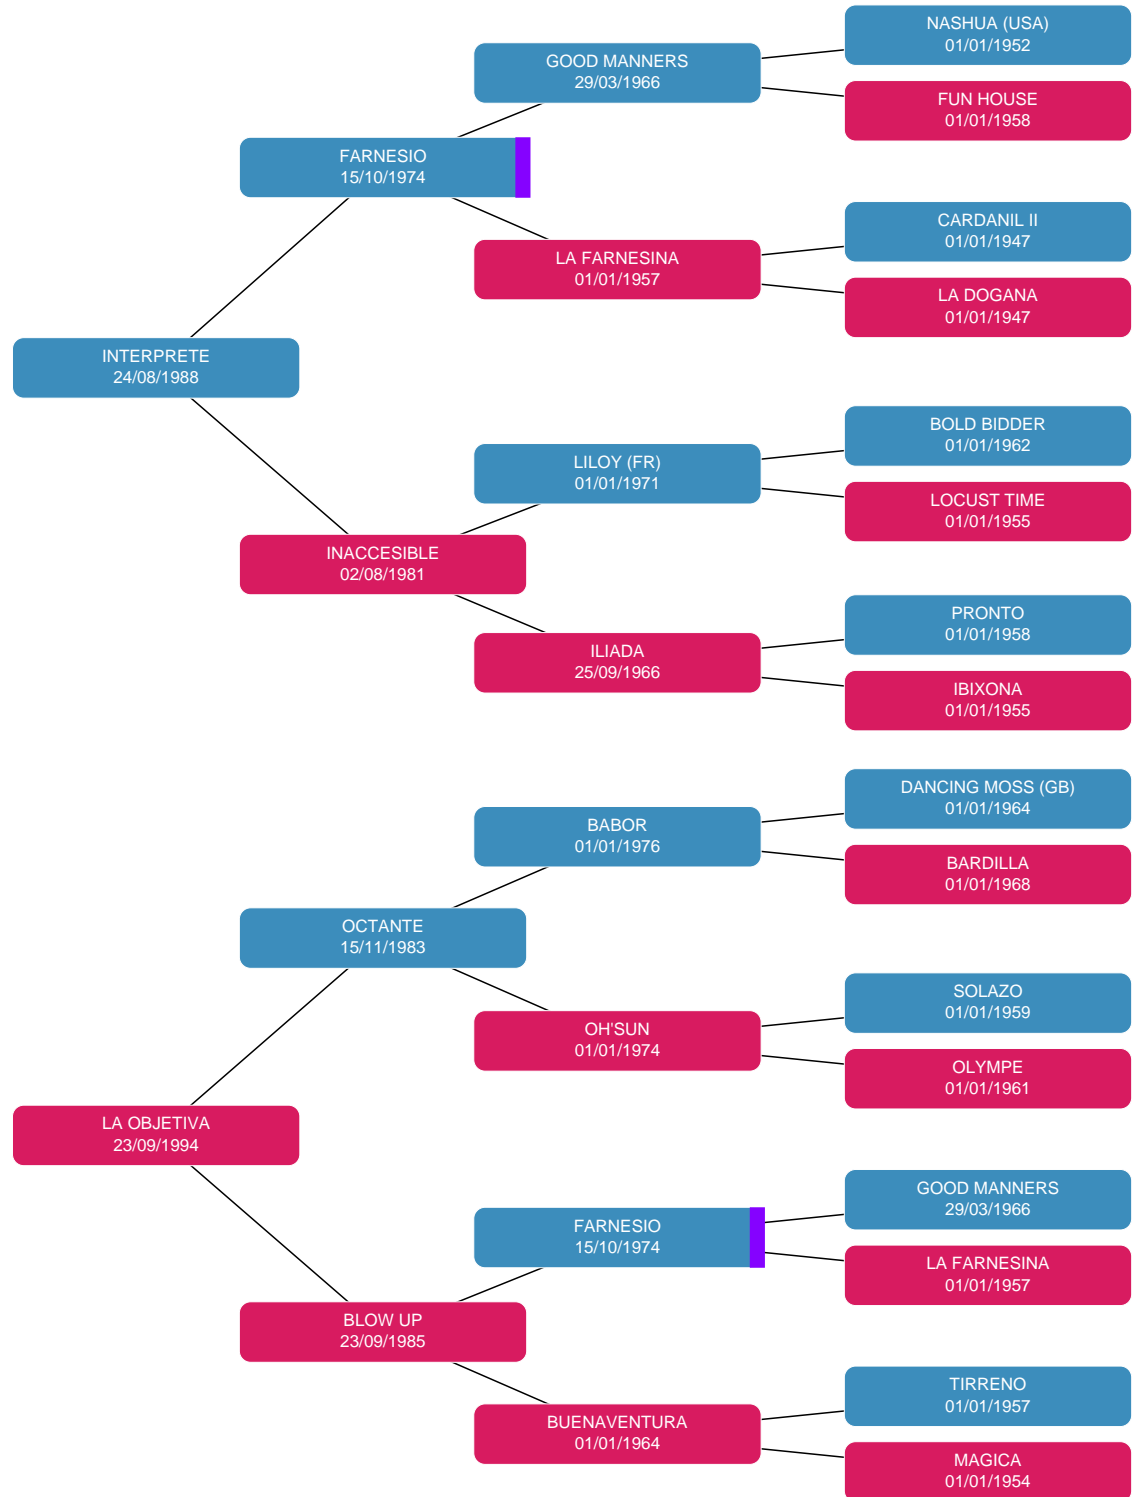 NASHUA (USA)
01/01/1952
GOOD MANNERS
29/03/1966
FUN HOUSE
01/01/1958
FARNESIO
15/10/1974
CARDANIL II
01/01/1947
LA FARNESINA
01/01/1957
LA DOGANA
01/01/1947
INTERPRETE
24/08/1988
BOLD BIDDER
01/01/1962
LILOY (FR)
01/01/1971
LOCUST TIME
01/01/1955
INACCESIBLE
02/08/1981
PRONTO
01/01/1958
ILIADA
25/09/1966
IBIXONA
01/01/1955
DANCING MOSS (GB)
01/01/1964
BABOR
01/01/1976
BARDILLA
01/01/1968
OCTANTE
15/11/1983
SOLAZO
01/01/1959
OH'SUN
01/01/1974
OLYMPE
01/01/1961
LA OBJETIVA
23/09/1994
GOOD MANNERS
29/03/1966
FARNESIO
15/10/1974
LA FARNESINA
01/01/1957
BLOW UP
23/09/1985
TIRRENO
01/01/1957
BUENAVENTURA
01/01/1964
MAGICA
01/01/1954